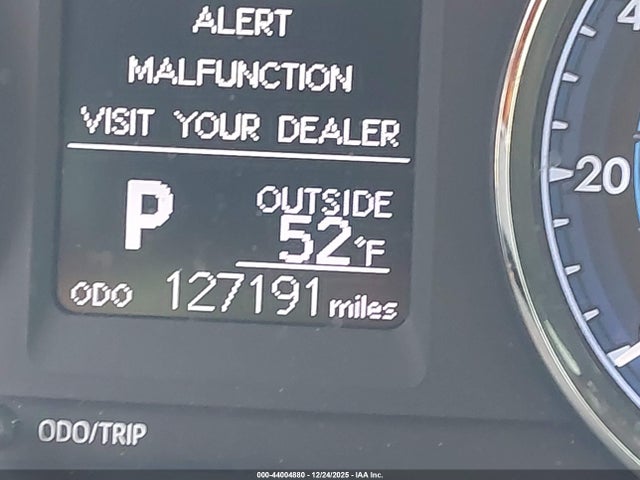 ALERT
MALFUNCTION
VISIT YOUR DEALER
P
OUTSIDE
52°F
ODO 127191 miles
20
ODO/TRIP
000-44004880 - 12/24/2025 - IAA Inc.